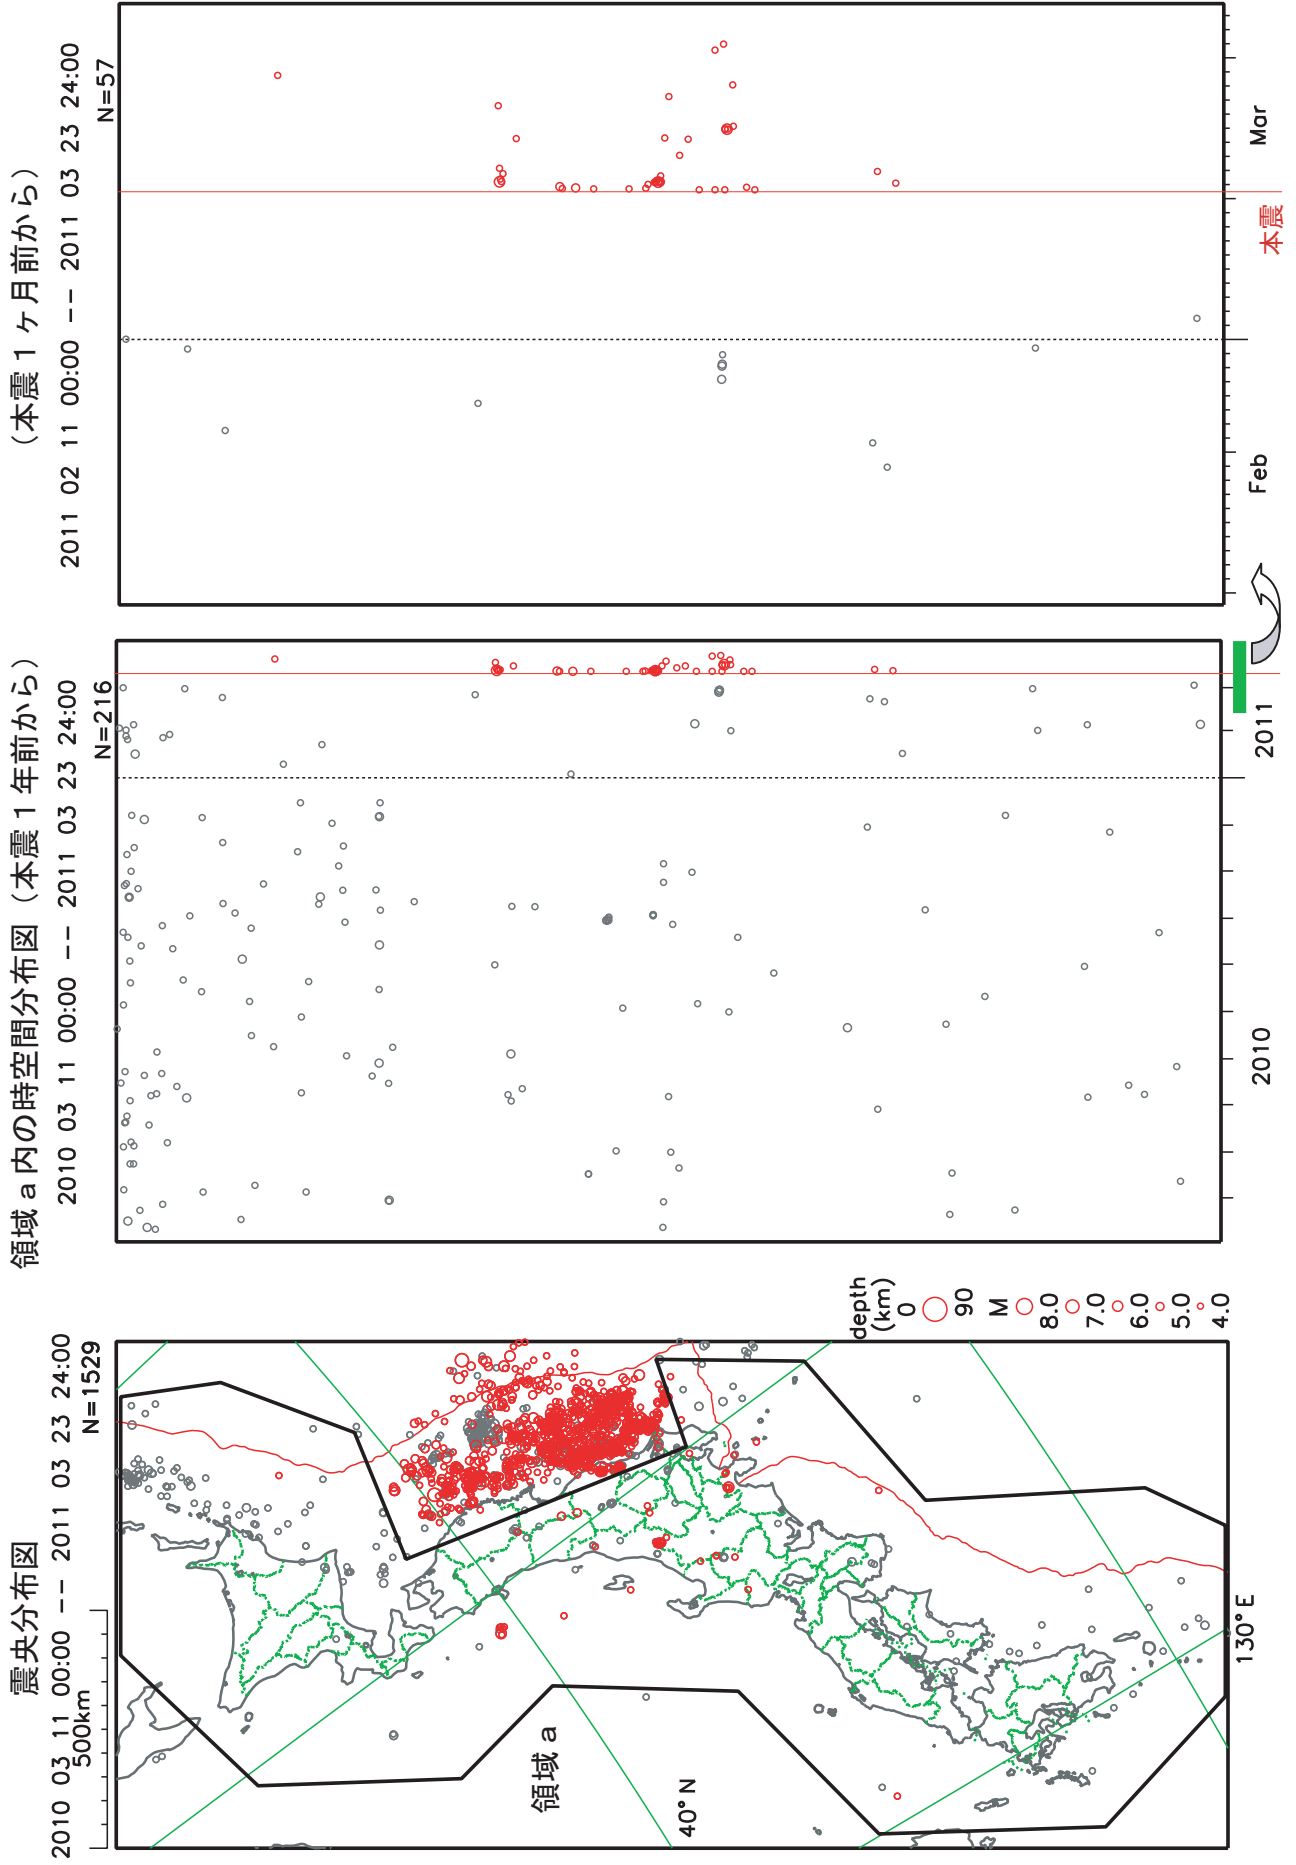 震央分布図
2010 03 11 00:00 -- 2011 03 23 24:00
500km
N=1529
領域 a
40° N
130° E
depth
(km)
0
90
M
8.0
7.0
6.0
5.0
4.0
領域 a 内の時空間分布図（本震１年前から）
2010 03 11 00:00 -- 2011 03 23 24:00
N=216
2010
2011
（本震１ヶ月前から）
2011 02 11 00:00 -- 2011 03 23 24:00
N=57
Feb
Mar
本震